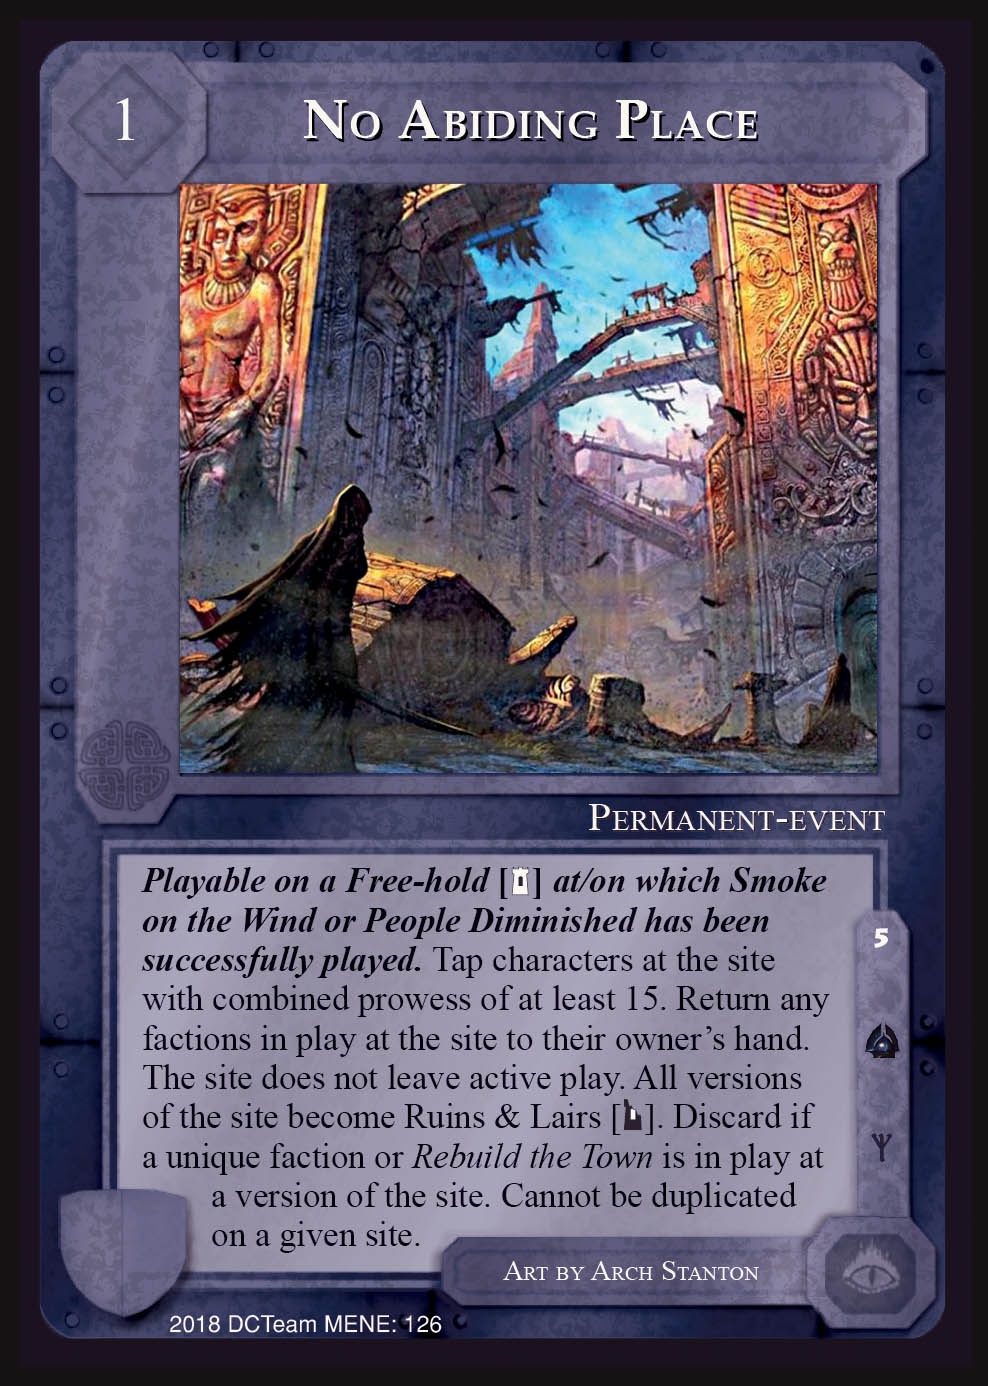 1
No Abiding Place
Permanent-event
Playable on a Free-hold [] at/on which Smoke
on the Wind or People Diminished has been
successfully played. Tap characters at the site
with combined prowess of at least 15. Return any
factions in play at the site to their owner’s hand.
The site does not leave active play. All versions
of the site become Ruins & Lairs []. Discard if
a unique faction or Rebuild the Town is in play at
a version of the site. Cannot be duplicated
on a given site.
5
Art by Arch Stanton
2018 DCTeam MENE: 126